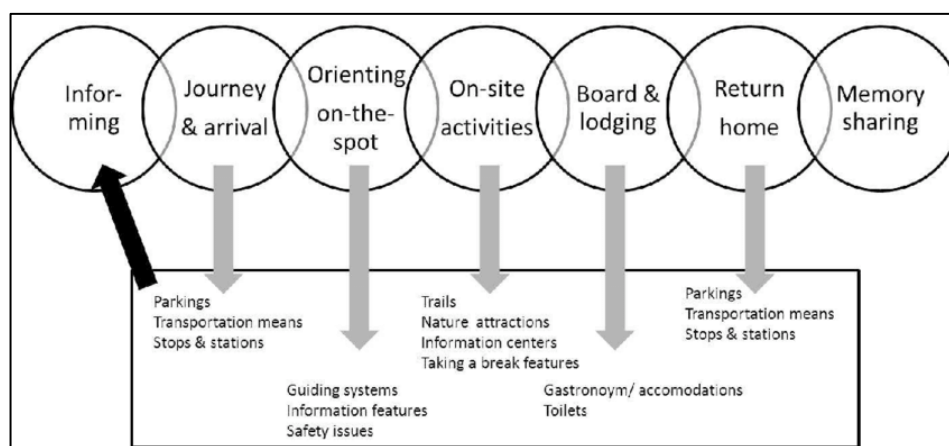 Infor-
ming
Journey
& arrival
Orienting
on-the-
spot
On-site
activities
Board &
lodging
Return
home
Memory
sharing
Parkings
Transportation means
Stops & stations
Guiding systems
Information features
Safety issues
Trails
Nature attractions
Information centers
Taking a break features
Gastronoym/ accomodations
Toilets
Parkings
Transportation means
Stops & stations